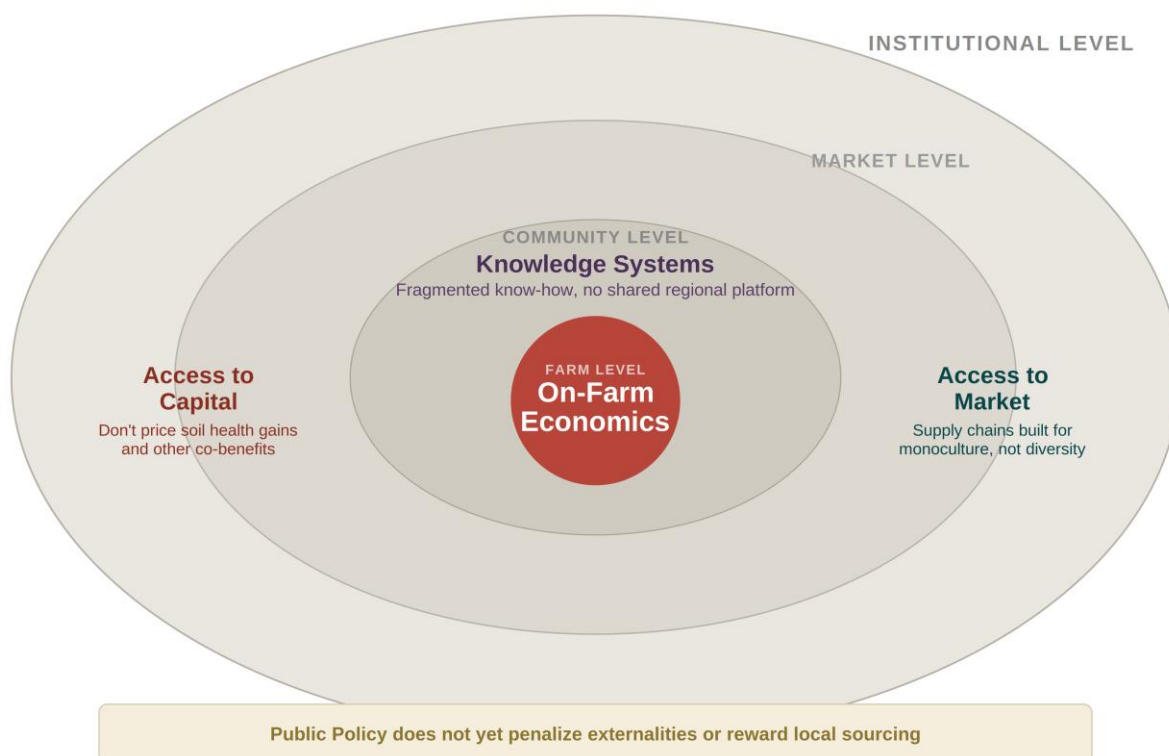 INSTITUTIONAL LEVEL
MARKET LEVEL
COMMUNITY LEVEL
Knowledge Systems
Fragmented know-how, no shared regional platform
FARM LEVEL
On-Farm
Economics
Access to
Capital
Don't price soil health gains
and other co-benefits
Access to
Market
Supply chains built for
monoculture, not diversity
Public Policy does not yet penalize externalities or reward local sourcing